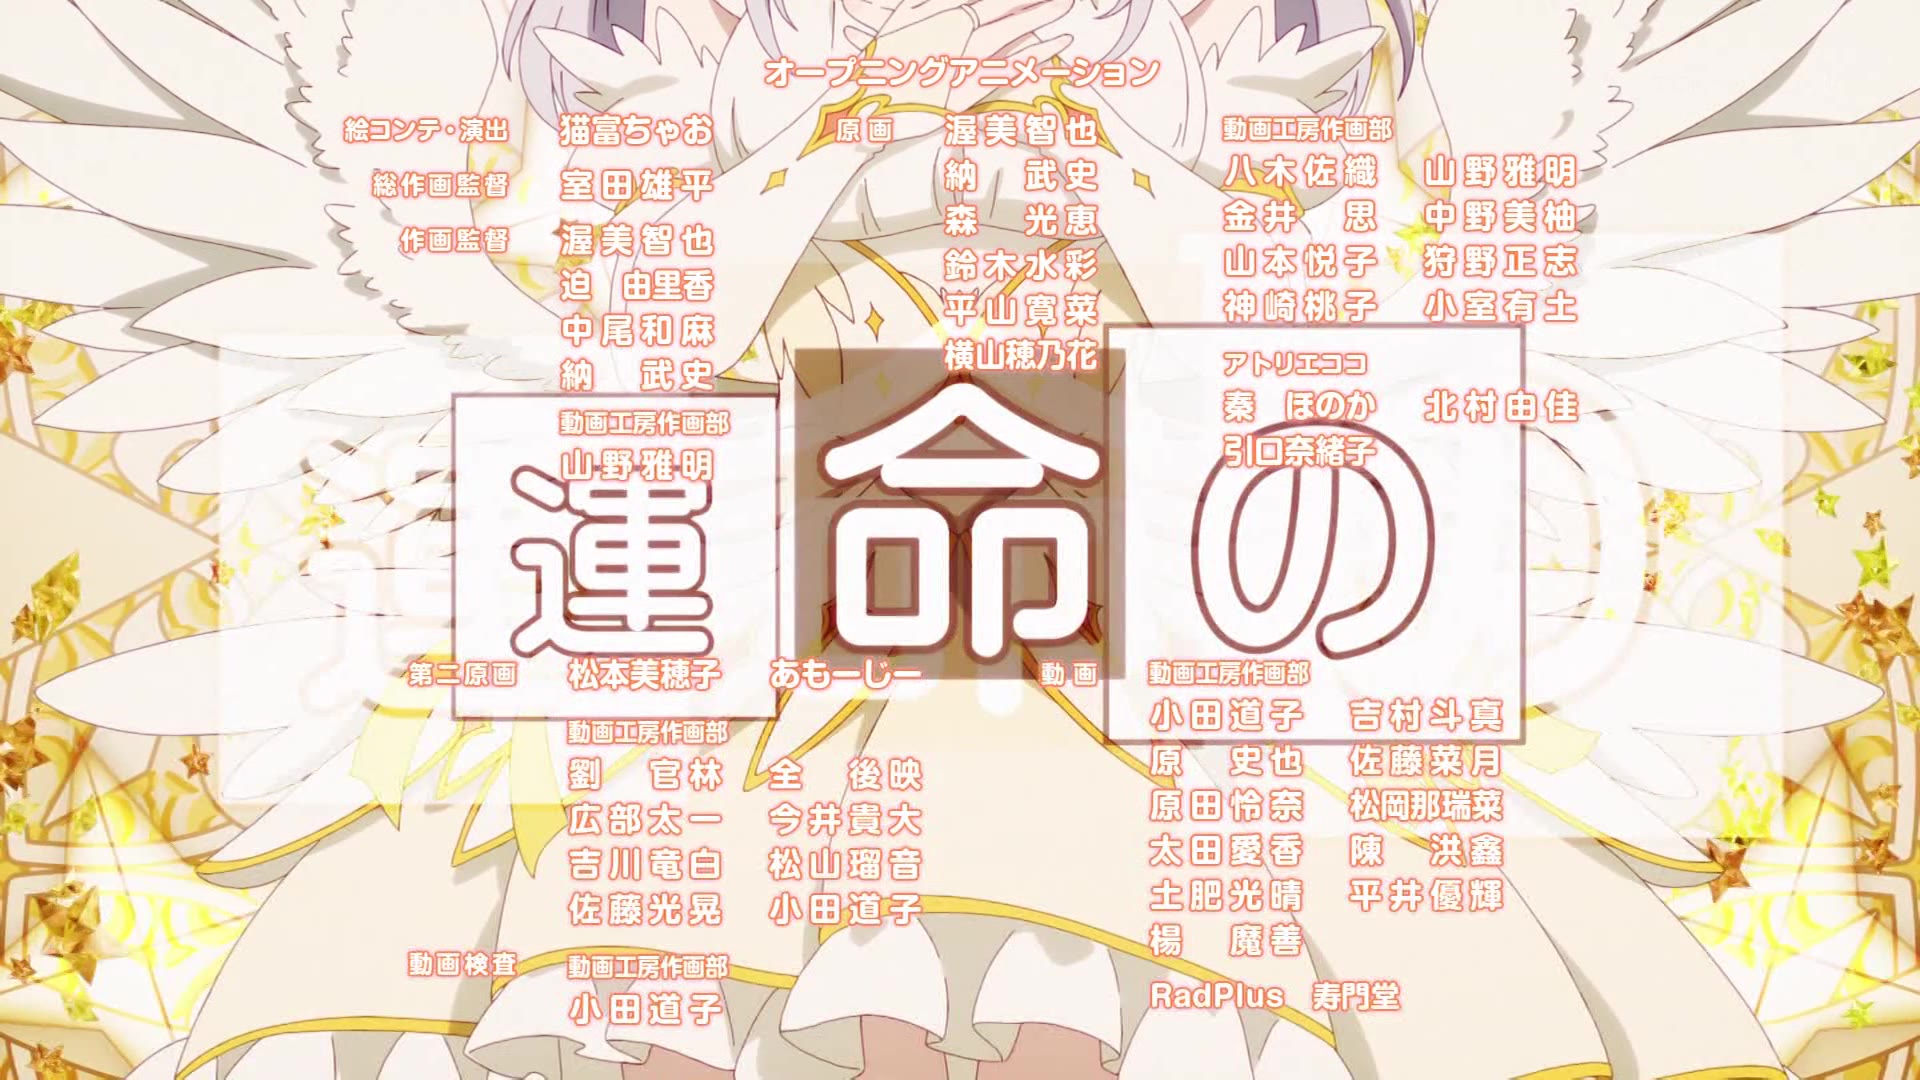 オープニングアニメーション
絵コンテ・演出 猫富ちゃお
総作画監督 室田雄平
作画監督 渥美智也
迫 由里香
中尾和麻
納 武史
動画工房作画部
山野雅明
原画 渥美智也
納 武史
森 光恵
鈴木水彩
平山寛菜
横山穂乃花
動画工房作画部
八木佐織 山野雅明
金井 思 中野美柚
山本悦子 狩野正志
神崎桃子 小室有土
アトリエココ
秦 ほのか 北村由佳
引口奈緒子
運命の
第二原画 松本美穂子 あもーじー
動画工房作画部
劉 官林 全 後映
広部太一 今井貴大
吉川竜白 松山瑠音
佐藤光晃 小田道子
動画検査 動画工房作画部
小田道子
動画 動画工房作画部
小田道子 吉村斗真
原 史也 佐藤菜月
原田怜奈 松岡那瑞菜
太田愛香 陳 洪鑫
土肥光晴 平井優輝
楊 魔善
RadPlus 寿門堂